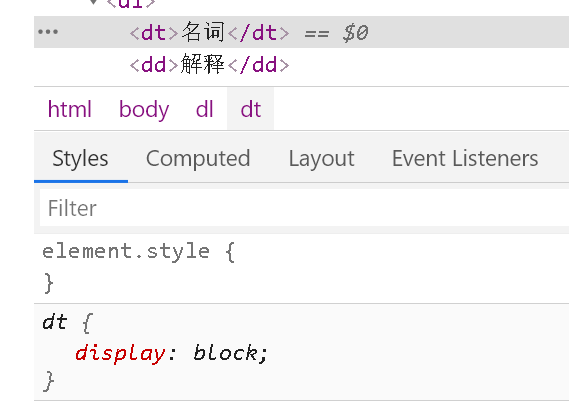 <dl>
··· <dt>名词</dt> == $0
<dd>解释</dd>
html body dl dt
Styles Computed Layout Event Listeners
Filter
element.style {
}
dt {
display: block;
}